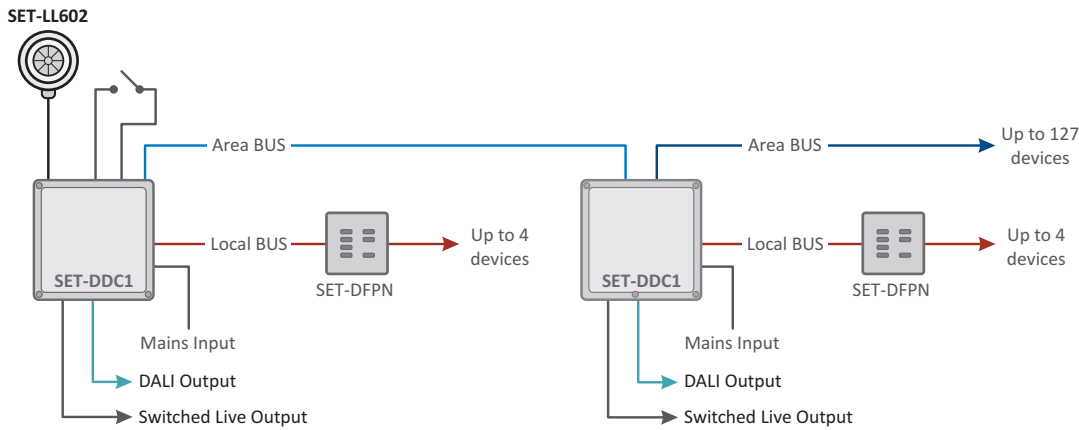 SET-LL602
Area BUS
Area BUS
Up to 127
devices
Local BUS
Up to 4
devices
Local BUS
Up to 4
devices
SET-DDC1
SET-DFPN
SET-DDC1
SET-DFPN
Mains Input
Mains Input
DALI Output
DALI Output
Switched Live Output
Switched Live Output